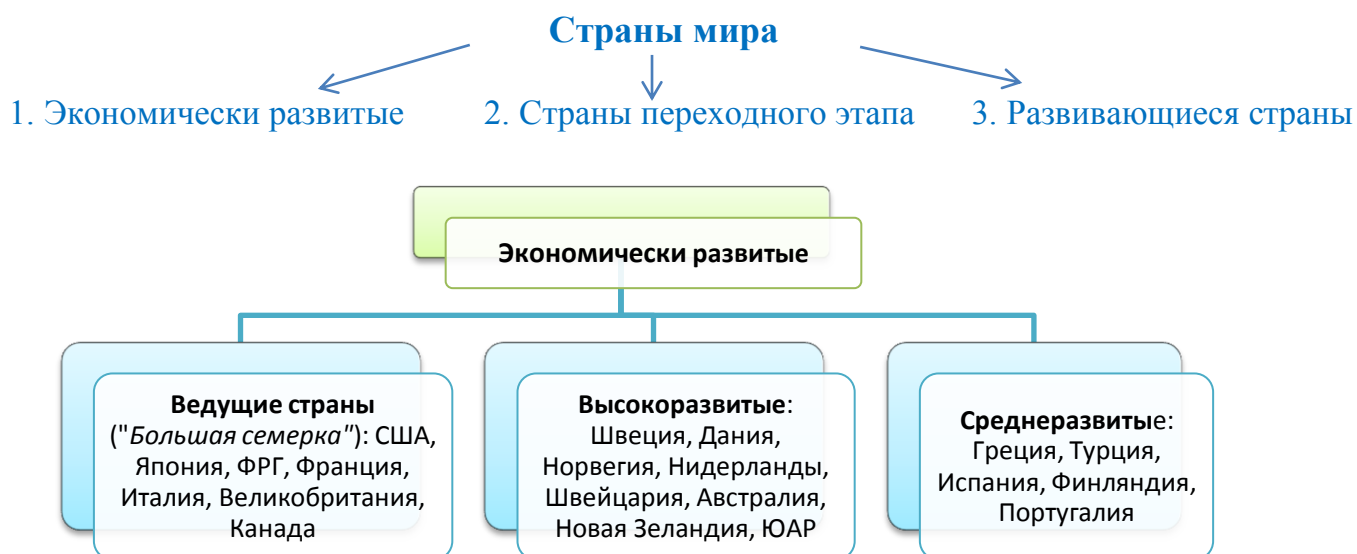 Страны мира
1. Экономически развитые 2. Страны переходного этапа 3. Развивающиеся страны
Экономически развитые
Ведущие страны
("Большая семерка"): США,
Япония, ФРГ, Франция,
Италия, Великобритания,
Канада
Высокоразвитые:
Швеция, Дания,
Норвегия, Нидерланды,
Швейцария, Австралия,
Новая Зеландия, ЮАР
Среднеразвитые:
Греция, Турция,
Испания, Финляндия,
Португалия